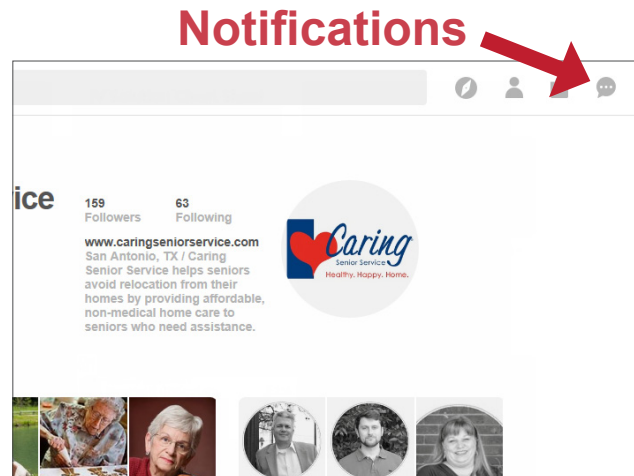 Notifications
ice
159
Followers
63
Following
www.caringseniorservice.com
San Antonio, TX / Caring
Senior Service helps seniors
avoid relocation from their
homes by providing affordable,
non-medical home care to
seniors who need assistance.
Caring
Senior Service
Healthy. Happy. Home.